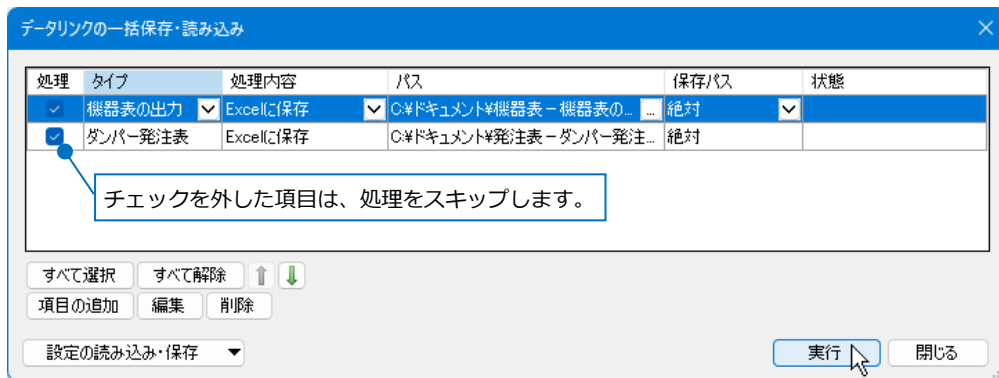 データリンクの一括保存・読み込み
処理 タイプ 処理内容 パス 保存パス 状態
機器表の出力 Excelに保存 C:¥ドキュメント¥機器表－機器表の... ... 絶対
ダンパー発注表 Excelに保存 C:¥ドキュメント¥発注表－ダンパー発注... 絶対
チェックを外した項目は、処理をスキップします。
すべて選択 すべて解除
項目の追加 編集 削除
設定の読み込み・保存 実行 閉じる